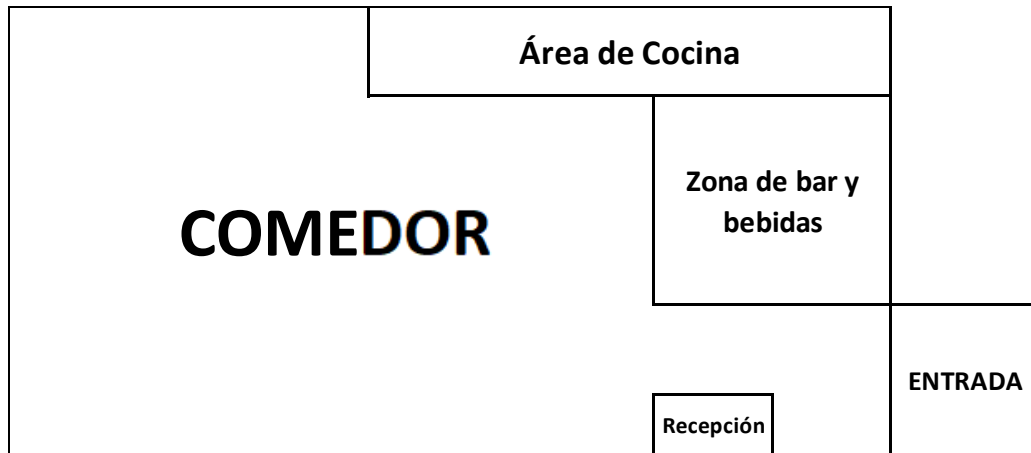 Área de Cocina
Zona de bar y
bebidas
COMEDOR
ENTRADA
Recepción